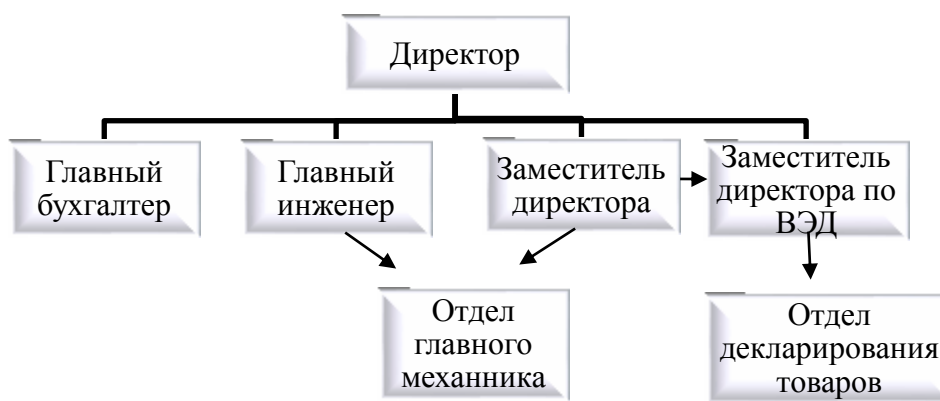 Директор
Главный
бухгалтер
Главный
инженер
Заместитель
директора
Заместитель
директора по
ВЭД
Отдел
главного
механника
Отдел
декларирования
товаров